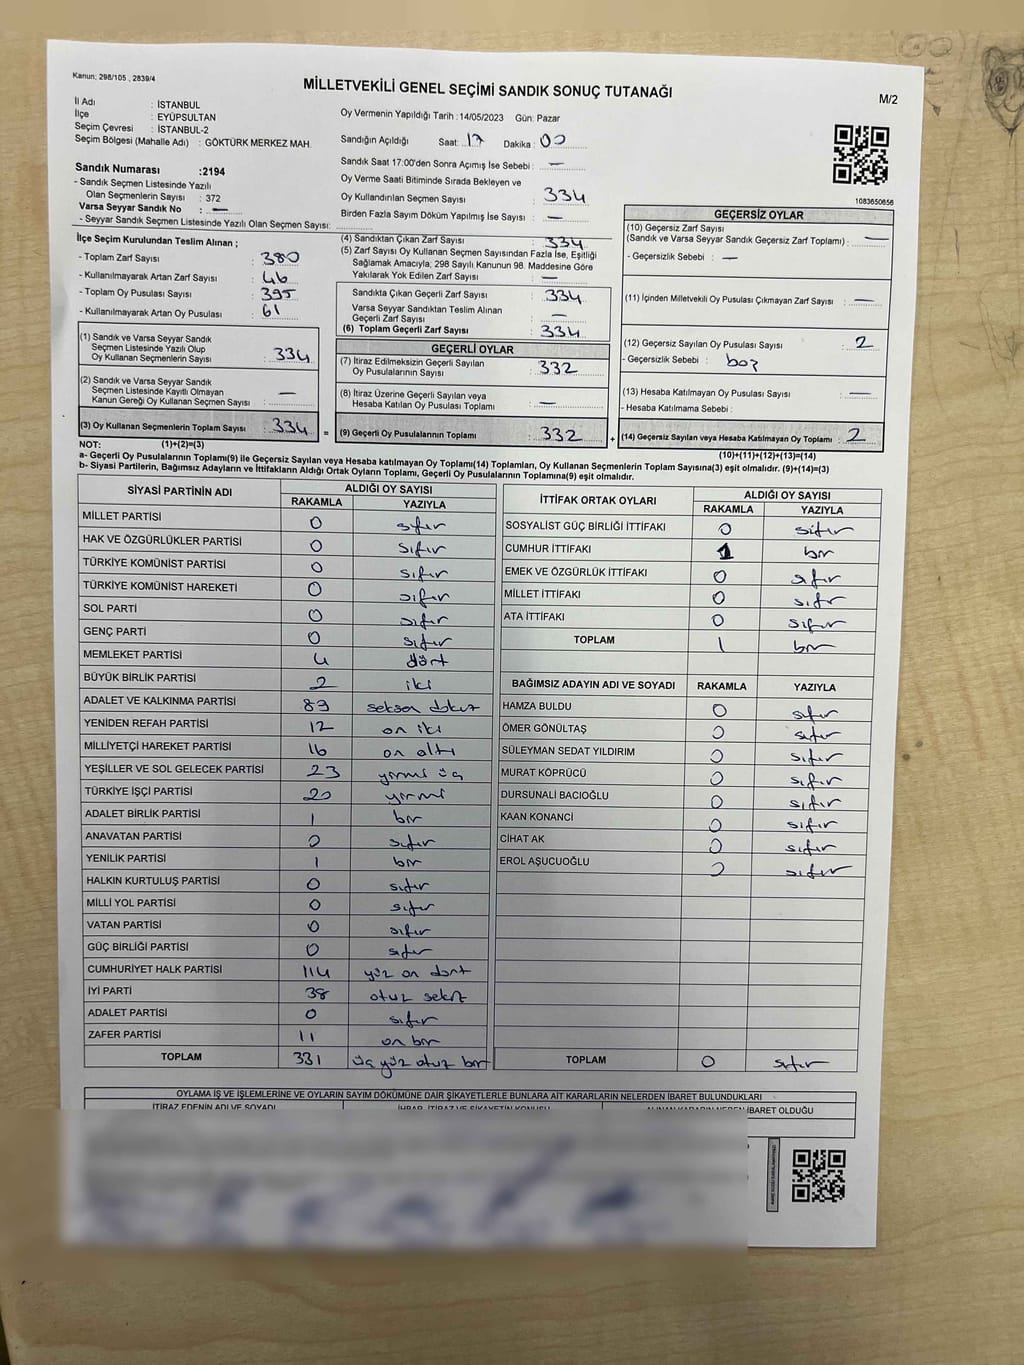 Kanun; 298/105 , 2839/4
MİLLETVEKİLİ GENEL SEÇİMİ SANDIK SONUÇ TUTANAĞI
M/2
İl Adı : İSTANBUL
İlçe : EYÜPSULTAN
Seçim Çevresi : İSTANBUL-2
Seçim Bölgesi (Mahalle Adı) : GÖKTÜRK MERKEZ MAH.
Sandık Numarası :2194
- Sandık Seçmen Listesinde Yazılı
Olan Seçmenlerin Sayısı : 372
Varsa Seyyar Sandık No : —
- Seyyar Sandık Seçmen Listesinde Yazılı Olan Seçmen Sayısı:
Oy Vermenin Yapıldığı Tarih : 14/05/2023 Gün: Pazar
Sandığın Açıldığı Saat: 17 Dakika : 00
Sandık Saat 17:00'den Sonra Açımış İse Sebebi : —
Oy Verme Saati Bitiminde Sırada Bekleyen ve
Oy Kullandırılan Seçmen Sayısı : 334
Birden Fazla Sayım Döküm Yapılmış İse Sayısı : —
1083650656
İlçe Seçim Kurulundan Teslim Alınan ;
- Toplam Zarf Sayısı : 380
- Kullanılmayarak Artan Zarf Sayısı : 46
- Toplam Oy Pusulası Sayısı : 395
- Kullanılmayarak Artan Oy Pusulası : 61
(1) Sandık ve Varsa Seyyar Sandık
Seçmen Listesinde Yazılı Olup
Oy Kullanan Seçmenlerin Sayısı : 334
(2) Sandık ve Varsa Seyyar Sandık
Seçmen Listesinde Kayıtlı Olmayan
Kanun Gereği Oy Kullanan Seçmen Sayısı : —
(3) Oy Kullanan Seçmenlerin Toplam Sayısı : 334
(4) Sandıktan Çıkan Zarf Sayısı : 334
(5) Zarf Sayısı Oy Kullanan Seçmen Sayısından Fazla İse, Eşitliği
Sağlamak Amacıyla; 298 Sayılı Kanunun 98. Maddesine Göre
Yakılarak Yok Edilen Zarf Sayısı : —
Sandıkta Çıkan Geçerli Zarf Sayısı : 334
Varsa Seyyar Sandıktan Teslim Alınan
Geçerli Zarf Sayısı : —
(6) Toplam Geçerli Zarf Sayısı : 334
GEÇERLİ OYLAR
(7) İtiraz Edilmeksizin Geçerli Sayılan
Oy Pusulalarının Sayısı : 332
(8) İtiraz Üzerine Geçerli Sayılan veya
Hesaba Katılan Oy Pusulası Toplamı : —
= (9) Geçerli Oy Pusulalarının Toplamı : 332
GEÇERSİZ OYLAR
(10) Geçersiz Zarf Sayısı
(Sandık ve Varsa Seyyar Sandık Geçersiz Zarf Toplamı) : —
- Geçersizlik Sebebi : —
(11) İçinden Milletvekili Oy Pusulası Çıkmayan Zarf Sayısı : —
(12) Geçersiz Sayılan Oy Pusulası Sayısı : 2
- Geçersizlik Sebebi : boz
(13) Hesaba Katılmayan Oy Pusulası Sayısı : —
- Hesaba Katılmama Sebebi :
+ (14) Geçersiz Sayılan veya Hesaba Katılmayan Oy Toplamı : 2
NOT: (1)+(2)=(3)
(10)+(11)+(12)+(13)=(14)
a- Geçerli Oy Pusulaları Toplamı(9) ile Geçersiz Sayılan veya Hesaba katılmayan Oy Toplamı(14) Toplamları, Oy Kullanan Seçmenlerin Toplam Sayısına(3) eşit olmalıdır. (9)+(14)=(3)
b- Siyasi Partilerin, Bağımsız Adayların ve İttifakların Aldığı Ortak Oyların Toplamı, Geçerli Oy Pusulalarının Toplamına(9) eşit olmalıdır.
SİYASİ PARTİNİN ADI
ALDIĞI OY SAYISI
RAKAMLA YAZIYLA
MİLLET PARTİSİ 0 sıfır
HAK VE ÖZGÜRLÜKLER PARTİSİ 0 sıfır
TÜRKİYE KOMÜNİST PARTİSİ 0 sıfır
TÜRKİYE KOMÜNİST HAREKETİ 0 sıfır
SOL PARTİ 0 sıfır
GENÇ PARTİ 0 sıfır
MEMLEKET PARTİSİ 4 dört
BÜYÜK BİRLİK PARTİSİ 2 iki
ADALET VE KALKINMA PARTİSİ 89 seksen dokuz
YENİDEN REFAH PARTİSİ 12 on iki
MİLLİYETÇİ HAREKET PARTİSİ 16 on altı
YEŞİLLER VE SOL GELECEK PARTİSİ 23 yirmi üç
TÜRKİYE İŞÇİ PARTİSİ 20 yirmi
ADALET BİRLİK PARTİSİ 1 bir
ANAVATAN PARTİSİ 0 sıfır
YENİLİK PARTİSİ 1 bir
HALKIN KURTULUŞ PARTİSİ 0 sıfır
MİLLİ YOL PARTİSİ 0 sıfır
VATAN PARTİSİ 0 sıfır
GÜÇ BİRLİĞİ PARTİSİ 0 sıfır
CUMHURİYET HALK PARTİSİ 114 yüz on dört
İYİ PARTİ 38 otuz sekiz
ADALET PARTİSİ 0 sıfır
ZAFER PARTİSİ 11 on bir
TOPLAM 331 üç yüz otuz bir
İTTİFAK ORTAK OYLARI
ALDIĞI OY SAYISI
RAKAMLA YAZIYLA
SOSYALİST GÜÇ BİRLİĞİ İTTİFAKI 0 sıfır
CUMHUR İTTİFAKI 1 bir
EMEK VE ÖZGÜRLÜK İTTİFAKI 0 sıfır
MİLLET İTTİFAKI 0 sıfır
ATA İTTİFAKI 0 sıfır
TOPLAM 1 bir
BAĞIMSIZ ADAYIN ADI VE SOYADI RAKAMLA YAZIYLA
HAMZA BULDU 0 sıfır
ÖMER GÖNÜLTAŞ 0 sıfır
SÜLEYMAN SEDAT YILDIRIM 0 sıfır
MURAT KÖPRÜCÜ 0 sıfır
DURSUNALİ BACIOĞLU 0 sıfır
KAAN KONANCİ 0 sıfır
CİHAT AK 0 sıfır
EROL AŞUCUOĞLU 0 sıfır
TOPLAM 0 sıfır
OYLAMA İŞ VE İŞLEMLERİNE VE OYLARIN SAYIM DÖKÜMÜNE DAİR ŞİKAYETLERLE BUNLARA AİT KARARLARIN NELERDEN İBARET BULUNDUKLARI
İTİRAZ EDENİN ADI VE SOYADI İHBAR, İTİRAZ VE ŞİKAYETİN KONUSU ALINAN KARARIN NEDEN İBARET OLDUĞU